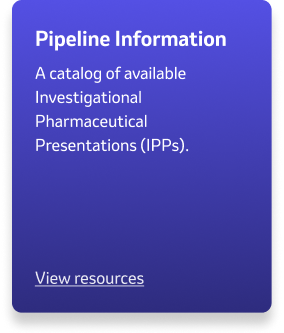 Pipeline Information
A catalog of available
Investigational
Pharmaceutical
Presentations (IPPs).
View resources